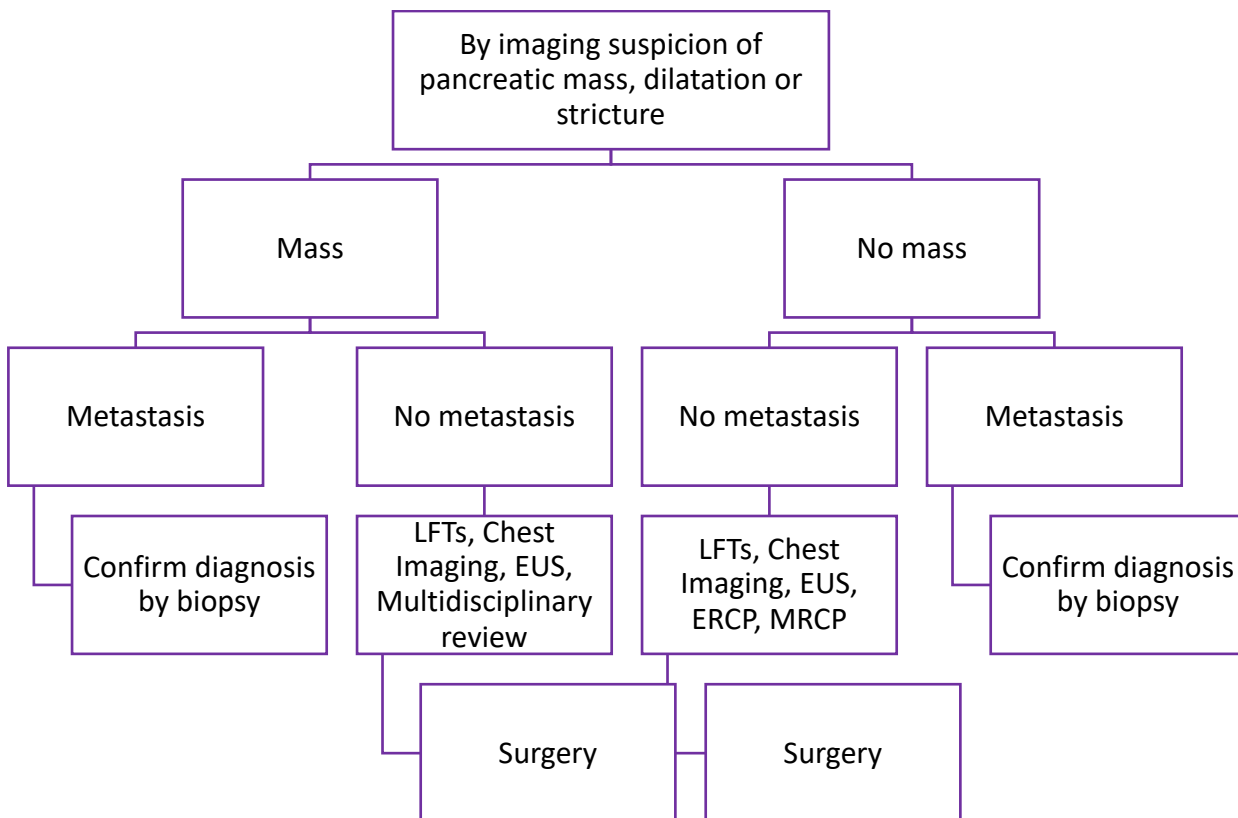 By imaging suspicion of
pancreatic mass, dilatation or
stricture
Mass
No mass
Metastasis
No metastasis
No metastasis
Metastasis
Confirm diagnosis
by biopsy
LFTs, Chest
Imaging, EUS,
Multidisciplinary
review
LFTs, Chest
Imaging, EUS,
ERCP, MRCP
Confirm diagnosis
by biopsy
Surgery
Surgery